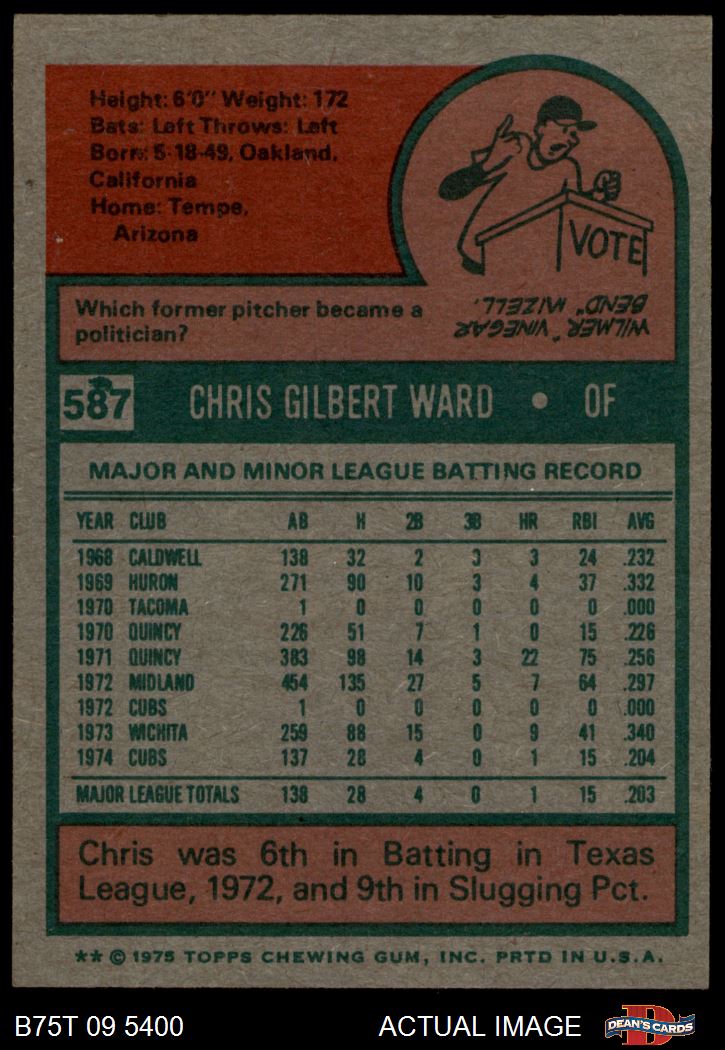 Height: 6'0" Weight: 172
Bats: Left Throws: Left
Born: 5-18-49, Oakland,
California
Home: Tempe,
Arizona
VOTE
Which former pitcher became a
politician?
WILMER "VINEGAR
BEND" MIZELL.
587 CHRIS GILBERT WARD • OF
MAJOR AND MINOR LEAGUE BATTING RECORD
YEAR CLUB AB H 2B 3B HR RBI AVG
1968 CALDWELL 138 32 2 3 3 24 .232
1969 HURON 271 90 10 3 4 37 .332
1970 TACOMA 1 0 0 0 0 0 .000
1970 QUINCY 226 51 7 1 0 15 .226
1971 QUINCY 383 98 14 3 22 75 .256
1972 MIDLAND 454 135 27 5 7 64 .297
1972 CUBS 1 0 0 0 0 0 .000
1973 WICHITA 259 88 15 0 9 41 .340
1974 CUBS 137 28 4 0 1 15 .204
MAJOR LEAGUE TOTALS 138 28 4 0 1 15 .203
Chris was 6th in Batting in Texas
League, 1972, and 9th in Slugging Pct.
** © 1975 TOPPS CHEWING GUM, INC. PRTD IN U.S.A.
B75T 09 5400 ACTUAL IMAGE DEAN'S CARDS